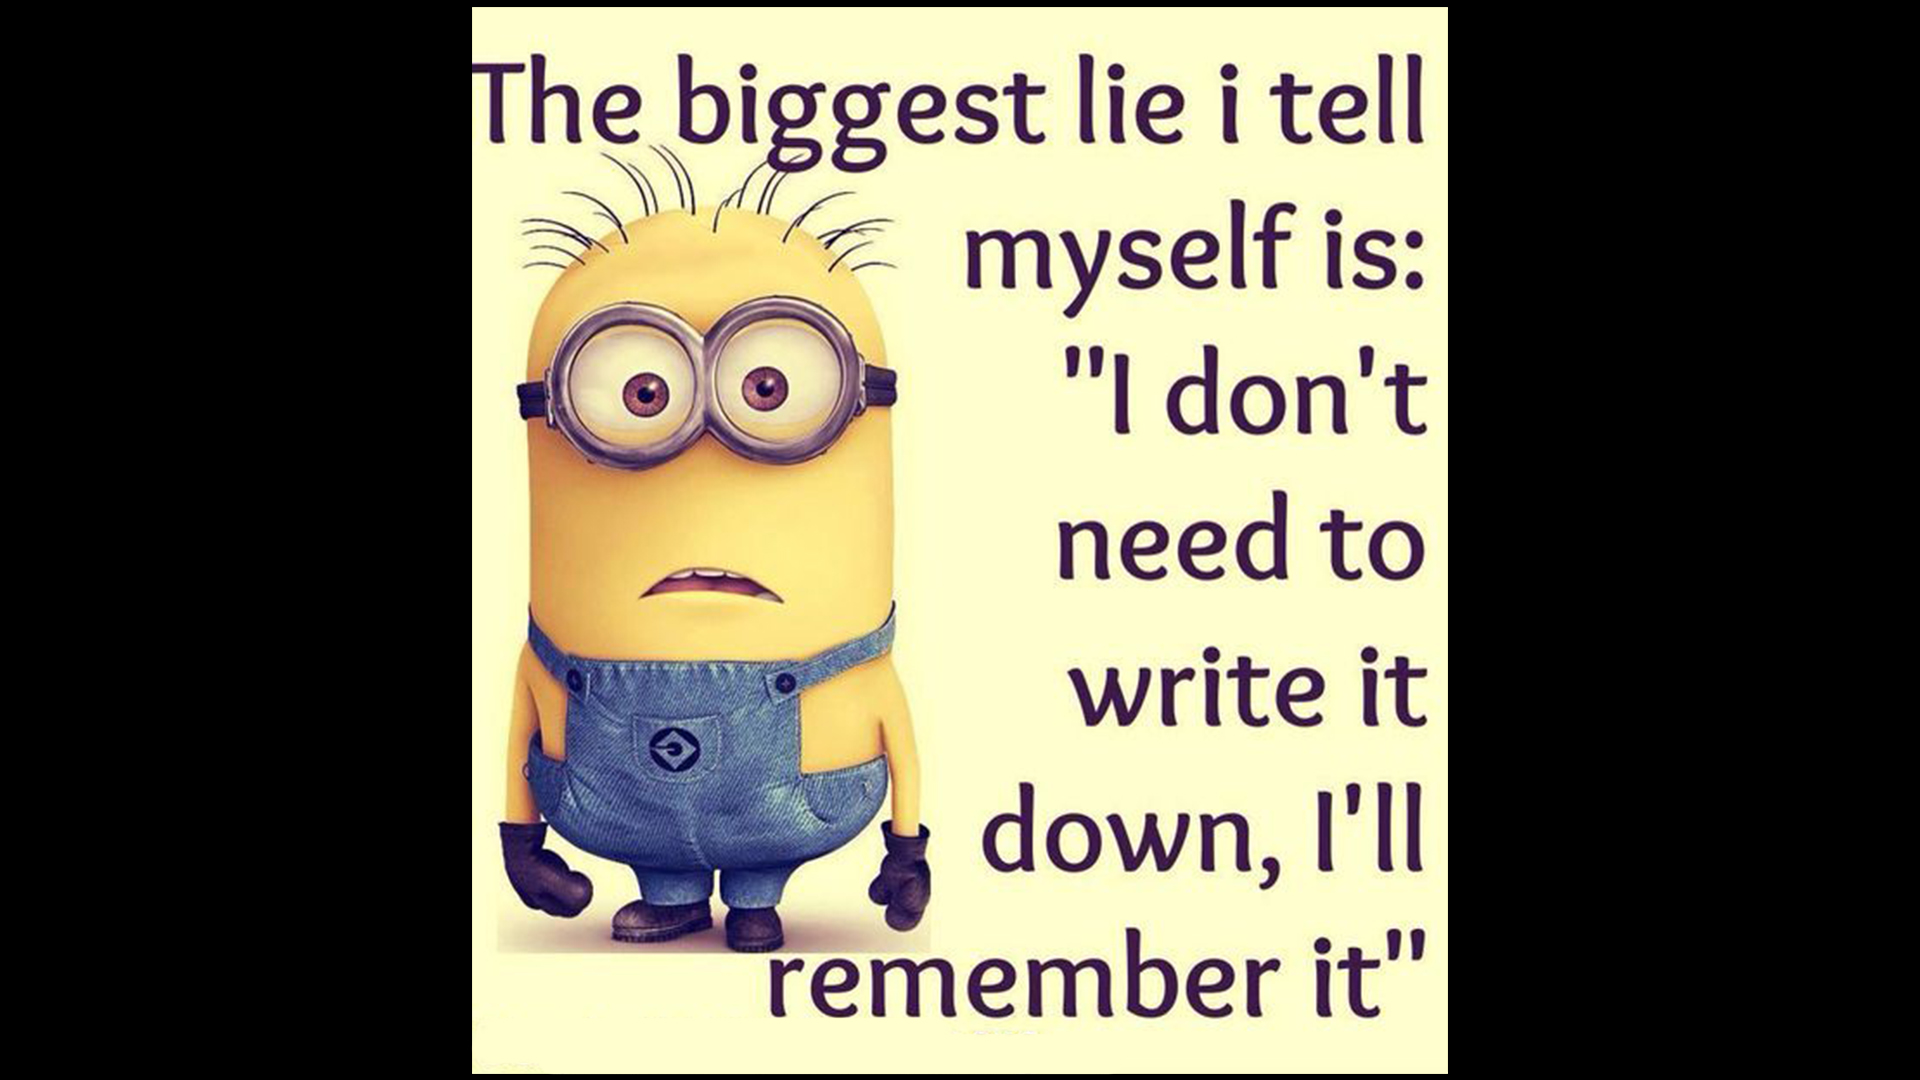 The biggest lie i tell
myself is:
"I don't
need to
write it
down, I'll
remember it"